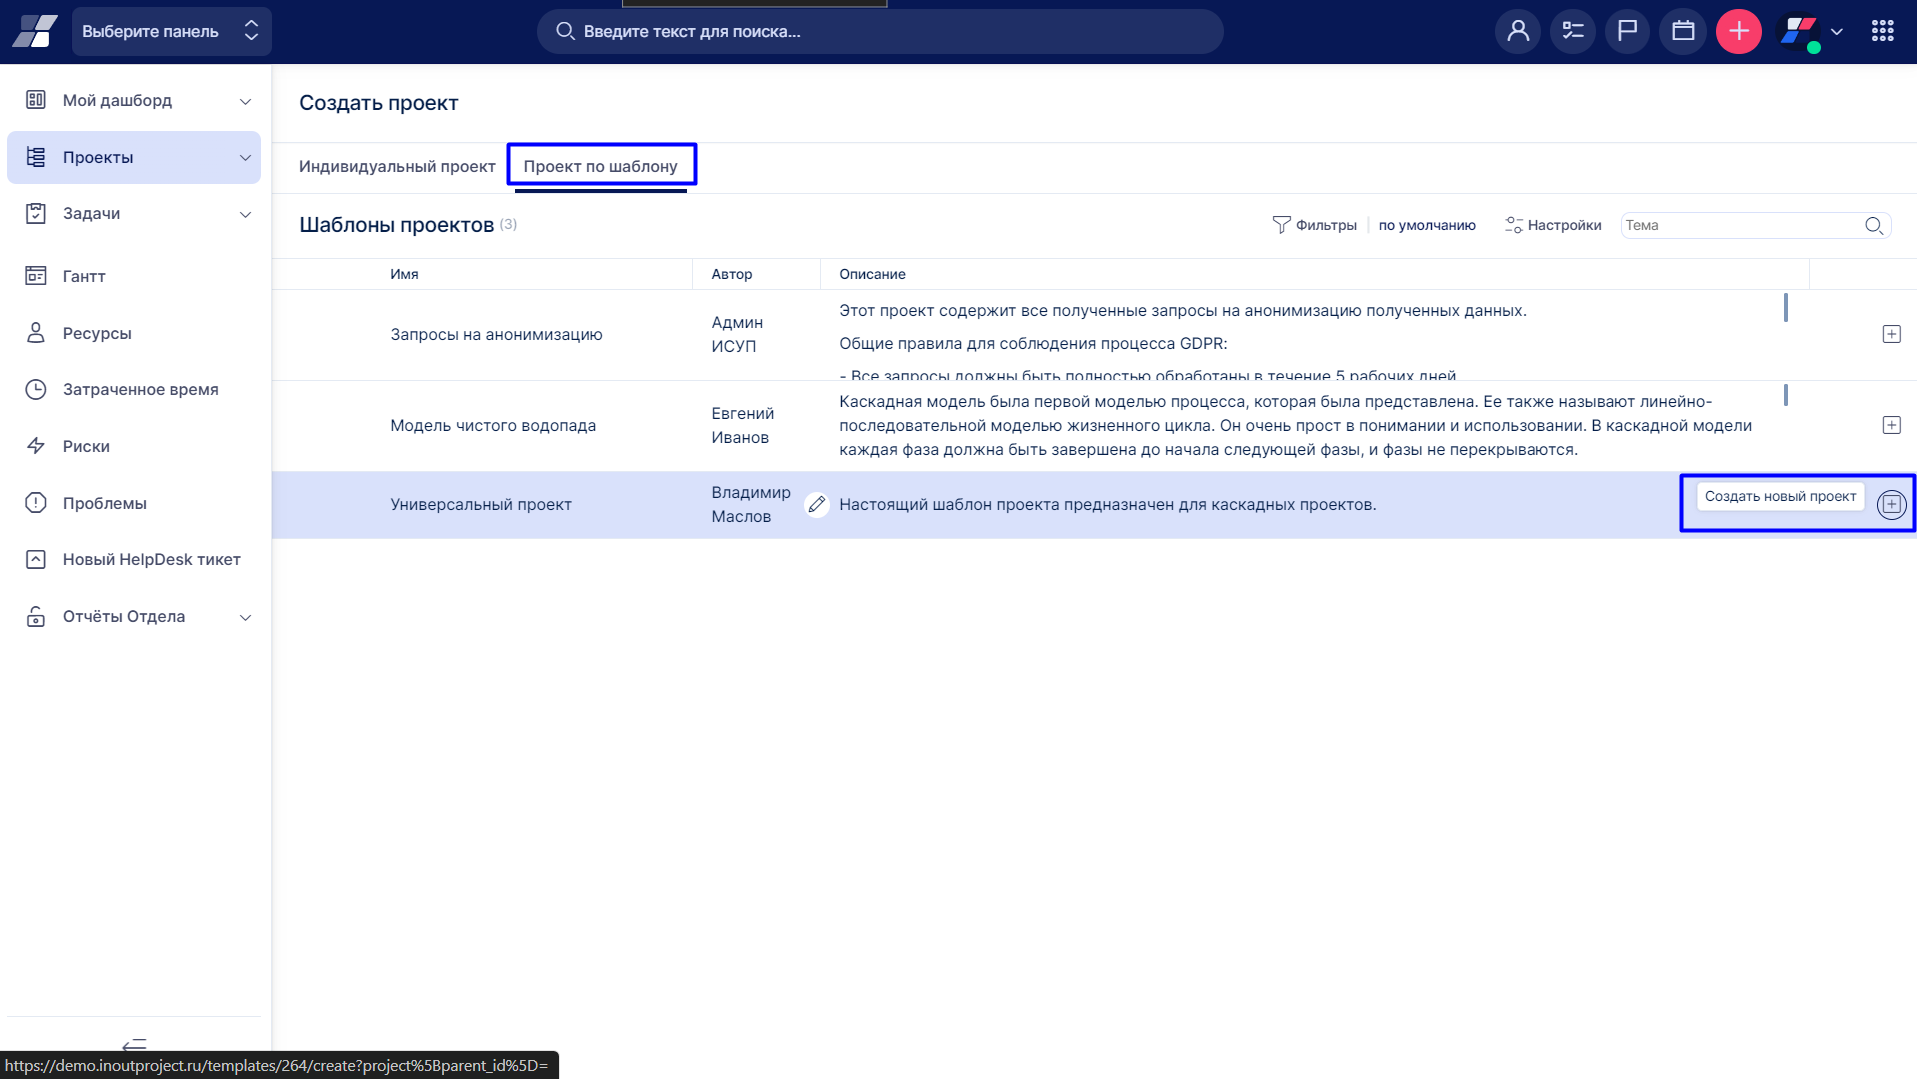 Выберите панель
Введите текст для поиска...
Мой дашборд
Проекты
Задачи
Гантт
Ресурсы
Затраченное время
Риски
Проблемы
Новый HelpDesk тикет
Отчёты Отдела
Создать проект
Индивидуальный проект
Проект по шаблону
Шаблоны проектов (3)
Фильтры
по умолчанию
Настройки
Тема
Имя
Автор
Описание
Запросы на анонимизацию
Админ
ИСУП
Этот проект содержит все полученные запросы на анонимизацию полученных данных.
Общие правила для соблюдения процесса GDPR:
- Все запросы должны быть полностью обработаны в течение 5 рабочих дней
Модель чистого водопада
Евгений
Иванов
Каскадная модель была первой моделью процесса, которая была представлена. Ее также называют линейно-
последовательной моделью жизненного цикла. Он очень прост в понимании и использовании. В каскадной модели
каждая фаза должна быть завершена до начала следующей фазы, и фазы не перекрываются.
Универсальный проект
Владимир
Маслов
Настоящий шаблон проекта предназначен для каскадных проектов.
Создать новый проект
https://demo.inoutproject.ru/templates/264/create?project%5Bparent_id%5D=